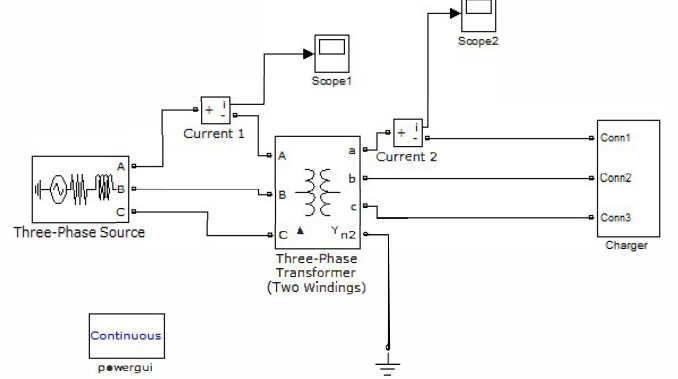 Scope2
Scope1
+ i
-
Current 1
+ i
-
Current 2
A
B
C
Three-Phase Source
A
B
C
a
b
c
Y n2
Three-Phase
Transformer
(Two Windings)
Conn1
Conn2
Conn3
Charger
Continuous
powergui